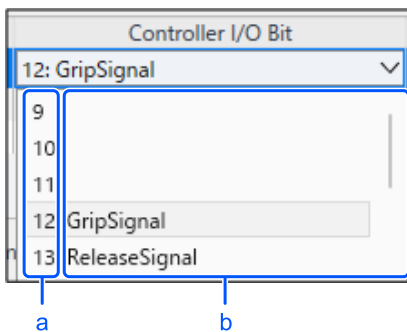 Controller I/O Bit
12: GripSignal
9
10
11
12 GripSignal
13 ReleaseSignal
a b